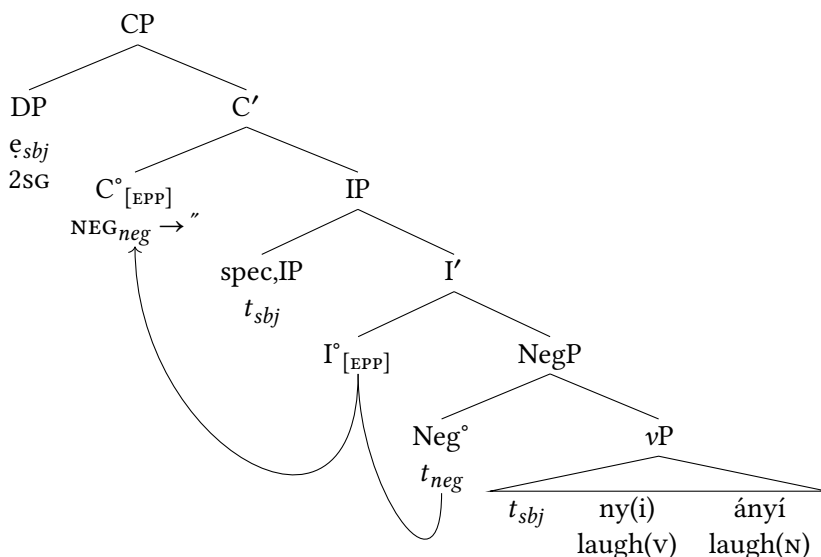 CP
DP C′
ẹsbj
2SG
C°[EPP] IP
NEGneg → ″
spec,IP I′
tsbj
I°[EPP] NegP
Neg° vP
tneg
tsbj ny(i) ányí
laugh(V) laugh(N)